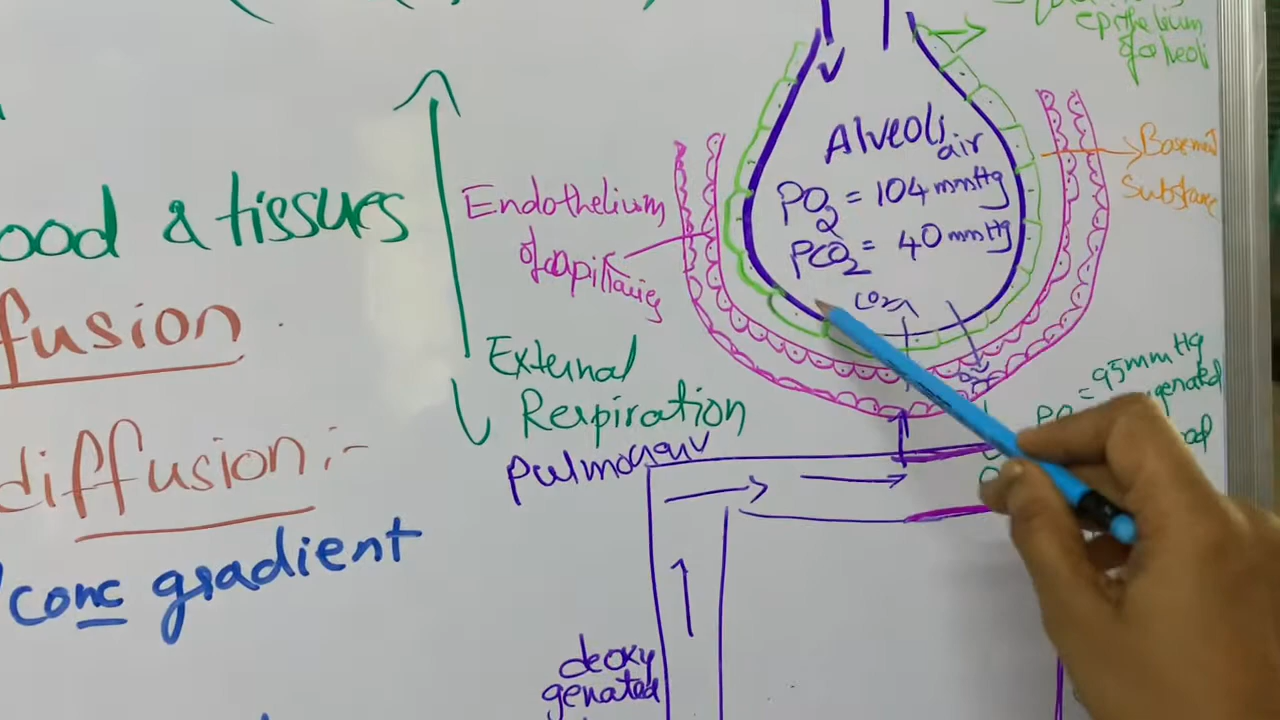 epithelium
of alveoli
Alveoli
air
PO2 = 104 mmHg
PCO2 = 40 mmHg
CO2
Basement
Substance
ood & tissues
Endothelium
of capillaries
fusion
External
Respiration
= 95 mmHg
pulmonary
diffusion :-
conc gradient
deoxy
genated